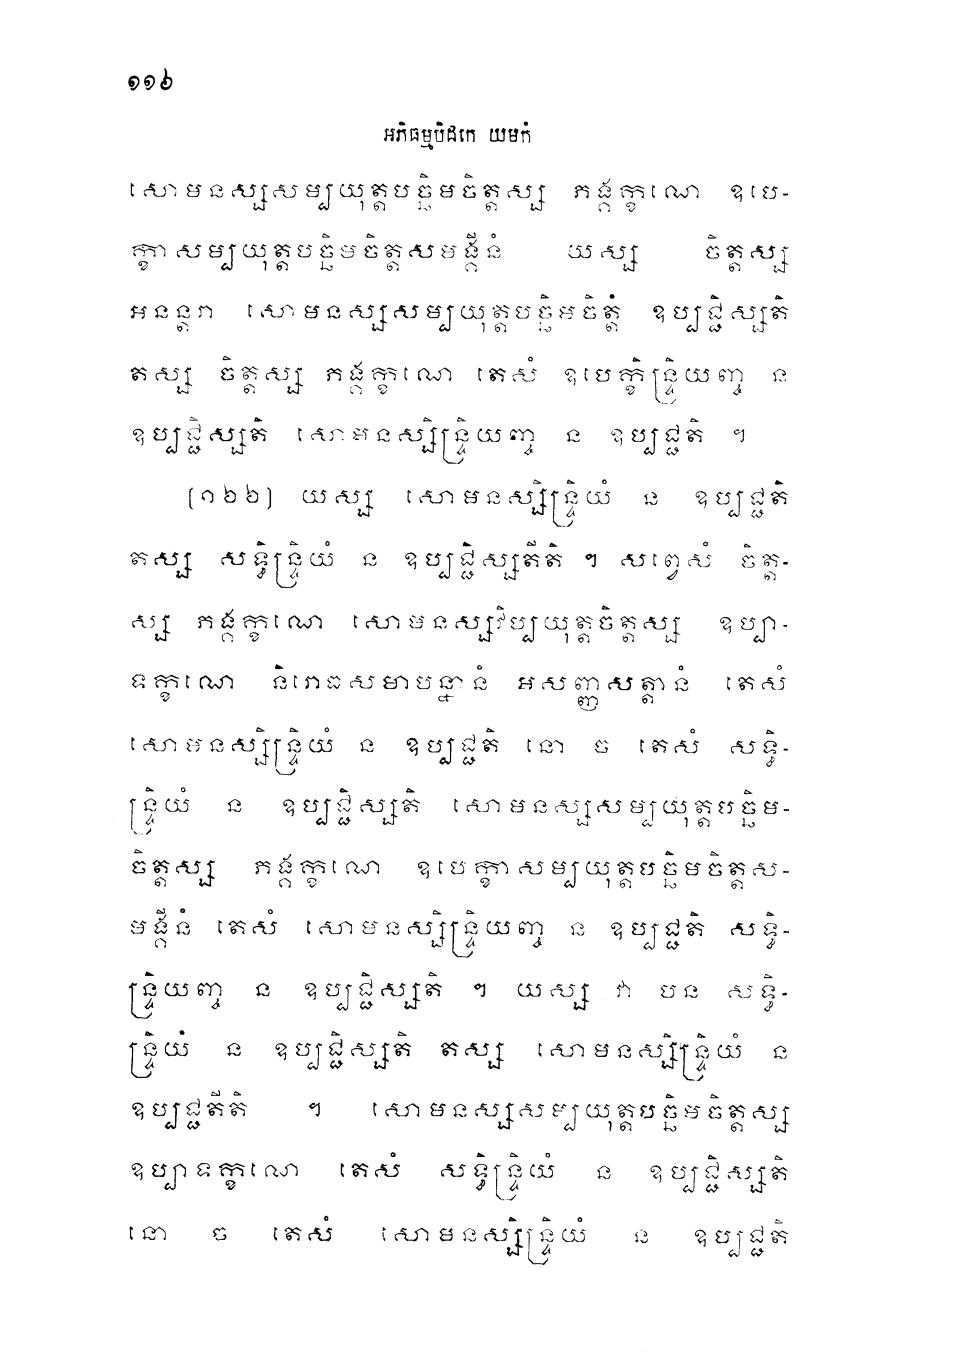 ១១៦
អភិធម្មបិដកេ យមកំ
សោមនស្សសម្បយុត្តបច្ឆិមចិត្តស្ស ភង្គក្ខណេ ឧបេ-
ក្ខាសម្បយុត្តបច្ឆិមចិត្តសមង្គីនំ យស្ស ចិត្តស្ស
អនន្តរា សោមនស្សសម្បយុត្តបច្ឆិមចិត្តំ ឧប្បជ្ជិស្សតិ
តស្ស ចិត្តស្ស ភង្គក្ខណេ តេសំ ឧបេក្ខិន្ទ្រិយញ្ច ន
ឧប្បជ្ជិស្សតិ សោមនស្សិន្ទ្រិយញ្ច ន ឧប្បជ្ជតិ ។
(១៦៦) យស្ស សោមនស្សិន្ទ្រិយំ ន ឧប្បជ្ជតិ
តស្ស សទ្ធិន្ទ្រិយំ ន ឧប្បជ្ជិស្សតីតិ ។ សព្វេសំ ចិត្ត-
ស្ស ភង្គក្ខណេ សោមនស្សវិប្បយុត្តចិត្តស្ស ឧប្បា-
ទក្ខណេ និរោធសមាបន្នានំ អសញ្ញសត្តានំ តេសំ
សោមនស្សិន្ទ្រិយំ ន ឧប្បជ្ជតិ នោ ច តេសំ សទ្ធិ-
ន្ទ្រិយំ ន ឧប្បជ្ជិស្សតិ សោមនស្សសម្បយុត្តបច្ឆិម-
ចិត្តស្ស ភង្គក្ខណេ ឧបេក្ខាសម្បយុត្តបច្ឆិមចិត្តស-
មង្គីនំ តេសំ សោមនស្សិន្ទ្រិយញ្ច ន ឧប្បជ្ជតិ សទ្ធិ-
ន្ទ្រិយញ្ច ន ឧប្បជ្ជិស្សតិ ។ យស្ស វា បន សទ្ធិ-
ន្ទ្រិយំ ន ឧប្បជ្ជិស្សតិ តស្ស សោមនស្សិន្ទ្រិយំ ន
ឧប្បជ្ជតីតិ ។ សោមនស្សសម្បយុត្តបច្ឆិមចិត្តស្ស
ឧប្បាទក្ខណេ តេសំ សទ្ធិន្ទ្រិយំ ន ឧប្បជ្ជិស្សតិ
នោ ច តេសំ សោមនស្សិន្ទ្រិយំ ន ឧប្បជ្ជតិ